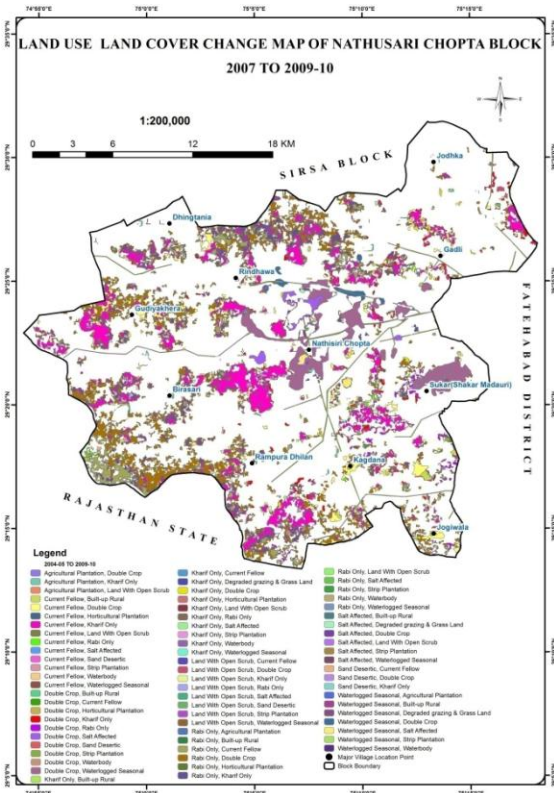 LAND USE LAND COVER CHANGE MAP OF NATHUSARI CHOPTA BLOCK
2007 TO 2009-10
1:200,000
0 3 6 12 18 KM
SIRSA BLOCK
Jodhka
Dhingtania
Gadli
Rindhawa
Gudiyakhera
FATEHABAD DISTRICT
Nathisiri Chopta
Birasari
Sukari(Shakar Madauri)
Rampura Dhilan
Kagdana
RAJASTHAN STATE
Jogiwala
Legend
2004-05 TO 2009-10
Agricultural Plantation, Double Crop
Agricultural Plantation, Kharif Only
Agricultural Plantation, Land With Open Scrub
Current Fellow, Built-up Rural
Current Fellow, Double Crop
Current Fellow, Horticultural Plantation
Current Fellow, Kharif Only
Current Fellow, Land With Open Scrub
Current Fellow, Rabi Only
Current Fellow, Salt Affected
Current Fellow, Sand Desertic
Current Fellow, Strip Plantation
Current Fellow, Waterbody
Current Fellow, Waterlogged Seasonal
Double Crop, Built-up Rural
Double Crop, Current Fellow
Double Crop, Horticultural Plantation
Double Crop, Kharif Only
Double Crop, Rabi Only
Double Crop, Salt Affected
Double Crop, Sand Desertic
Double Crop, Strip Plantation
Double Crop, Waterbody
Double Crop, Waterlogged Seasonal
Kharif Only, Built-up Rural
Kharif Only, Current Fellow
Kharif Only, Degraded grazing & Grass Land
Kharif Only, Double Crop
Kharif Only, Horticultural Plantation
Kharif Only, Land With Open Scrub
Kharif Only, Rabi Only
Kharif Only, Salt Affected
Kharif Only, Strip Plantation
Kharif Only, Waterbody
Kharif Only, Waterlogged Seasonal
Land With Open Scrub, Current Fellow
Land With Open Scrub, Double Crop
Land With Open Scrub, Kharif Only
Land With Open Scrub, Rabi Only
Land With Open Scrub, Salt Affected
Land With Open Scrub, Sand Desertic
Land With Open Scrub, Strip Plantation
Land With Open Scrub, Waterlogged Seasonal
Rabi Only, Agricultural Plantation
Rabi Only, Built-up Rural
Rabi Only, Current Fellow
Rabi Only, Double Crop
Rabi Only, Horticultural Plantation
Rabi Only, Kharif Only
Rabi Only, Land With Open Scrub
Rabi Only, Salt Affected
Rabi Only, Strip Plantation
Rabi Only, Waterbody
Rabi Only, Waterlogged Seasonal
Salt Affected, Built-up Rural
Salt Affected, Degraded grazing & Grass Land
Salt Affected, Double Crop
Salt Affected, Land With Open Scrub
Salt Affected, Strip Plantation
Salt Affected, Waterlogged Seasonal
Sand Desertic, Current Fellow
Sand Desertic, Double Crop
Sand Desertic, Kharif Only
Waterlogged Seasonal, Agricultural Plantation
Waterlogged Seasonal, Built-up Rural
Waterlogged Seasonal, Degraded grazing & Grass Land
Waterlogged Seasonal, Double Crop
Waterlogged Seasonal, Salt Affected
Waterlogged Seasonal, Strip Plantation
Waterlogged Seasonal, Waterbody
Major Village Location Point
Block Boundary